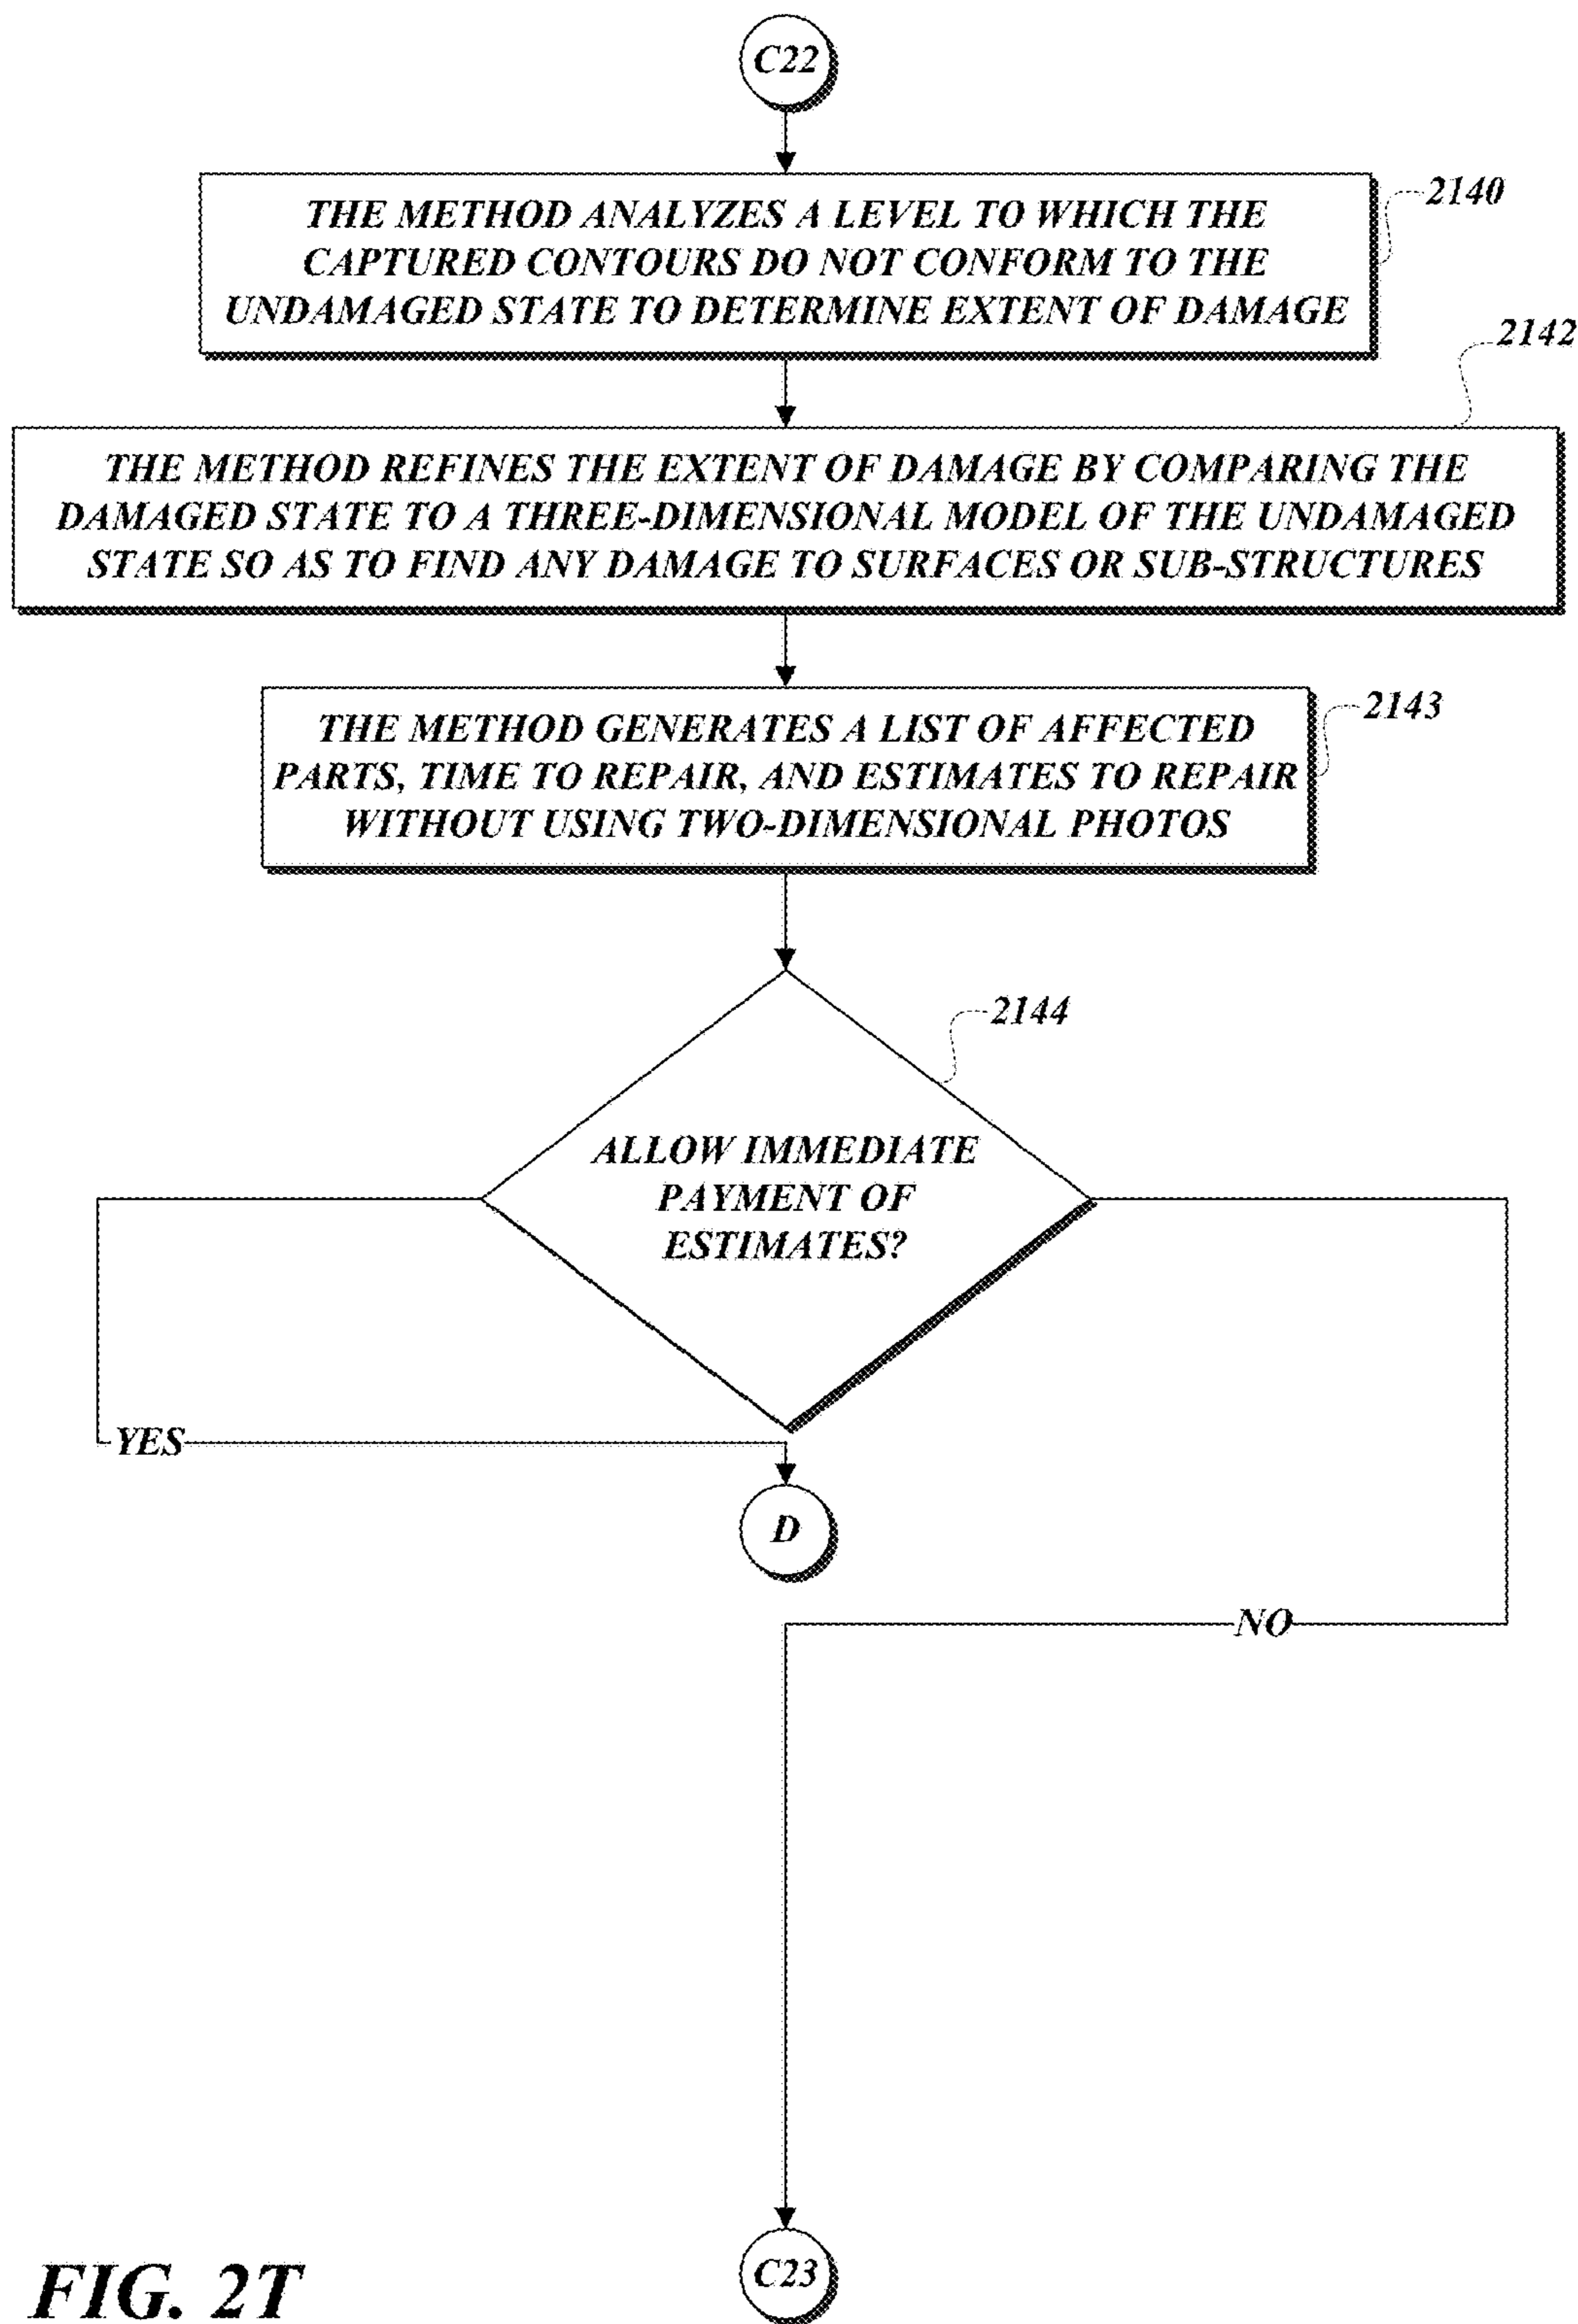 C22
THE METHOD ANALYZES A LEVEL TO WHICH THE
CAPTURED CONTOURS DO NOT CONFORM TO THE
UNDAMAGED STATE TO DETERMINE EXTENT OF DAMAGE
2140
2142
THE METHOD REFINES THE EXTENT OF DAMAGE BY COMPARING THE
DAMAGED STATE TO A THREE-DIMENSIONAL MODEL OF THE UNDAMAGED
STATE SO AS TO FIND ANY DAMAGE TO SURFACES OR SUB-STRUCTURES
2143
THE METHOD GENERATES A LIST OF AFFECTED
PARTS, TIME TO REPAIR, AND ESTIMATES TO REPAIR
WITHOUT USING TWO-DIMENSIONAL PHOTOS
2144
ALLOW IMMEDIATE
PAYMENT OF
ESTIMATES?
YES
D
NO
C23
FIG. 2T